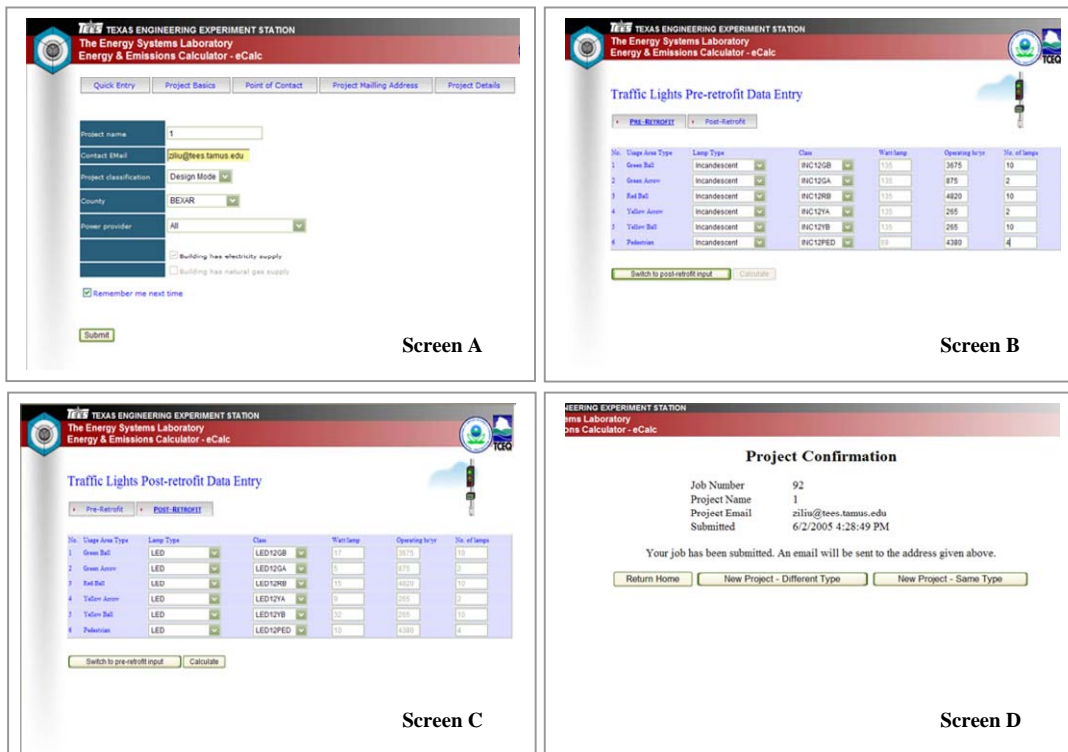 TEES TEXAS ENGINEERING EXPERIMENT STATION
The Energy Systems Laboratory
Energy & Emissions Calculator - eCalc
Quick Entry Project Basics Point of Contact Project Mailling Address Project Details
Project name 1
Contact EMail ziliu@tees.tamus.edu
Project classification Design Mode
County BEXAR
Power provider All
Building has electricity supply
Building has natural gas supply
Remember me next time
Submit
Screen A
TEES TEXAS ENGINEERING EXPERIMENT STATION
The Energy Systems Laboratory
Energy & Emissions Calculator - eCalc
TCEQ
Traffic Lights Pre-retrofit Data Entry
PRE-RETROFIT Post-Retrofit
No. Usage Area Type Lamp Type Class Watt/lamp Operating hr/yr No. of lamps
1 Green Ball Incandescent INC12GB 135 3675 10
2 Green Arrow Incandescent INC12GA 135 875 2
3 Red Ball Incandescent INC12RB 135 4820 10
4 Yellow Arrow Incandescent INC12YA 135 265 2
5 Yellow Ball Incandescent INC12YB 135 265 10
6 Pedestrian Incandescent INC12PED 4380 4
Switch to post-retrofit input Calculate
Screen B
TEES TEXAS ENGINEERING EXPERIMENT STATION
The Energy Systems Laboratory
Energy & Emissions Calculator - eCalc
TCEQ
Traffic Lights Post-retrofit Data Entry
Pre-Retrofit POST-RETROFIT
No. Usage Area Type Lamp Type Class Watt/lamp Operating hr/yr No. of lamps
1 Green Ball LED LED12GB 17 3675 10
2 Green Arrow LED LED12GA 5 875 2
3 Red Ball LED LED12RB 15 4820 10
4 Yellow Arrow LED LED12YA 9 265 2
5 Yellow Ball LED LED12YB 32 265 10
6 Pedestrian LED LED12PED 10 4380 4
Switch to pre-retrofit input Calculate
Screen C
NEERING EXPERIMENT STATION
ems Laboratory
ons Calculator - eCalc
Project Confirmation
Job Number 92
Project Name 1
Project Email ziliu@tees.tamus.edu
Submitted 6/2/2005 4:28:49 PM
Your job has been submitted. An email will be sent to the address given above.
Return Home New Project - Different Type New Project - Same Type
Screen D